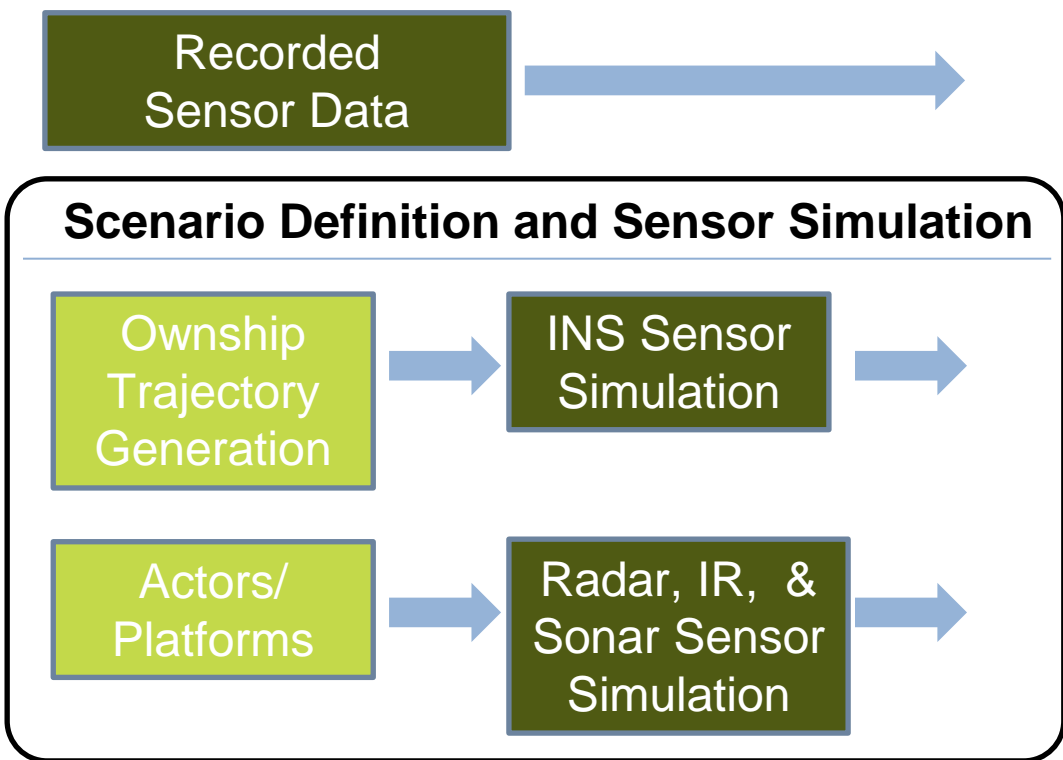 Recorded
Sensor Data
Scenario Definition and Sensor Simulation
Ownship
Trajectory
Generation
INS Sensor
Simulation
Actors/
Platforms
Radar, IR, &
Sonar Sensor
Simulation